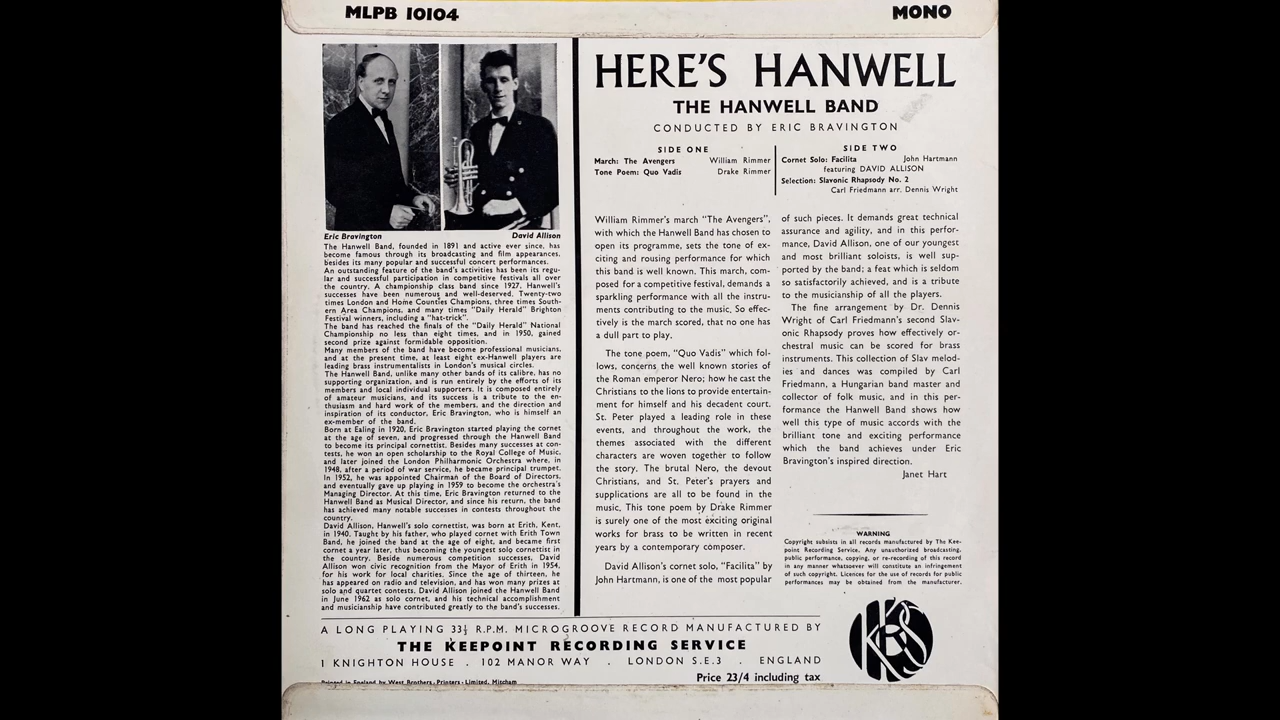 MLPB 10104
MONO
Eric Bravington
David Allison
The Hanwell Band, founded in 1891 and active ever since, has
become famous through its broadcasting and film appearances,
besides its many popular and successful concert performances.
An outstanding feature of the band's activities has been its regu-
lar and successful participation in competitive festivals all over
the country. A championship class band since 1927, Hanwell's
successes have been numerous and well-deserved. Twenty-two
times London and Home Counties Champions, three times South-
ern Area Champions, and many times "Daily Herald" Brighton
Festival winners, including a "hat-trick".
The band has reached the finals of the "Daily Herald" National
Championship no less than eight times, and in 1950, gained
second prize against formidable opposition.
Many members of the band have become professional musicians,
and at the present time, at least eight ex-Hanwell players are
leading brass instrumentalists in London's musical circles.
The Hanwell Band, unlike many other bands of its calibre, has no
supporting organization, and is run entirely by the efforts of its
members and local individual supporters. It is composed entirely
of amateur musicians, and its success is a tribute to the en-
thusiasm and hard work of the members, and the direction and
inspiration of its conductor, Eric Bravington, who is himself an
ex-member of the band.
Born at Ealing in 1920, Eric Bravington started playing the cornet
at the age of seven, and progressed through the Hanwell Band
to become its principal cornettist. Besides many successes at con-
tests, he won an open scholarship to the Royal College of Music,
and later joined the London Philharmonic Orchestra where, in
1948, after a period of war service, he became principal trumpet.
In 1952, he was appointed Chairman of the Board of Directors,
and eventually gave up playing in 1959 to become the orchestra's
Managing Director. At this time, Eric Bravington returned to the
Hanwell Band as Musical Director, and since his return, the band
has achieved many notable successes in contests throughout the
country.
David Allison, Hanwell's solo cornettist, was born at Erith, Kent,
in 1940. Taught by his father, who played cornet with Erith Town
Band, he joined the band at the age of eight, and became first
cornet a year later, thus becoming the youngest solo cornettist in
the country. Beside numerous competition successes, David
Allison won civic recognition from the Mayor of Erith in 1954,
for his work for local charities. Since the age of thirteen, he
has appeared on radio and television, and has won many prizes at
solo and quartet contests. David Allison joined the Hanwell Band
in June 1962 as solo cornet, and his technical accomplishment
and musicianship have contributed greatly to the band's successes.
HERE'S HANWELL
THE HANWELL BAND
CONDUCTED BY ERIC BRAVINGTON
SIDE ONE
March: The Avengers William Rimmer
Tone Poem: Quo Vadis Drake Rimmer
SIDE TWO
Cornet Solo: Facilita John Hartmann
featuring DAVID ALLISON
Selection: Slavonic Rhapsody No. 2
Carl Friedmann arr. Dennis Wright
William Rimmer's march "The Avengers",
with which the Hanwell Band has chosen to
open its programme, sets the tone of ex-
citing and rousing performance for which
this band is well known. This march, com-
posed for a competitive festival, demands a
sparkling performance with all the instru-
ments contributing to the music. So effec-
tively is the march scored, that no one has
a dull part to play.
The tone poem, "Quo Vadis" which fol-
lows, concerns the well known stories of
the Roman emperor Nero; how he cast the
Christians to the lions to provide entertain-
ment for himself and his decadent court.
St. Peter played a leading role in these
events, and throughout the work, the
themes associated with the different
characters are woven together to follow
the story. The brutal Nero, the devout
Christians, and St. Peter's prayers and
supplications are all to be found in the
music. This tone poem by Drake Rimmer
is surely one of the most exciting original
works for brass to be written in recent
years by a contemporary composer.
David Allison's cornet solo, "Facilita" by
John Hartmann, is one of the most popular
of such pieces. It demands great technical
assurance and agility, and in this perfor-
mance, David Allison, one of our youngest
and most brilliant soloists, is well sup-
ported by the band; a feat which is seldom
so satisfactorily achieved, and is a tribute
to the musicianship of all the players.
The fine arrangement by Dr. Dennis
Wright of Carl Friedmann's second Slav-
onic Rhapsody proves how effectively or-
chestral music can be scored for brass
instruments. This collection of Slav melod-
ies and dances was compiled by Carl
Friedmann, a Hungarian band master and
collector of folk music, and in this per-
formance the Hanwell Band shows how
well this type of music accords with the
brilliant tone and exciting performance
which the band achieves under Eric
Bravington's inspired direction.
Janet Hart
WARNING
Copyright subsists in all records manufactured by The Kee-
point Recording Service. Any unauthorized broadcasting,
public performance, copying, or re-recording of this record
in any manner whatsoever will constitute an infringement
of such copyright. Licences for the use of records for public
performances may be obtained from the manufacturer.
A LONG PLAYING 33⅓ R.P.M. MICROGROOVE RECORD MANUFACTURED BY
THE KEEPOINT RECORDING SERVICE
1 KNIGHTON HOUSE . 102 MANOR WAY . LONDON S.E.3 . ENGLAND
Printed in England by West Brothers · Printers · Limited, Mitcham
Price 23/4 including tax
KRS